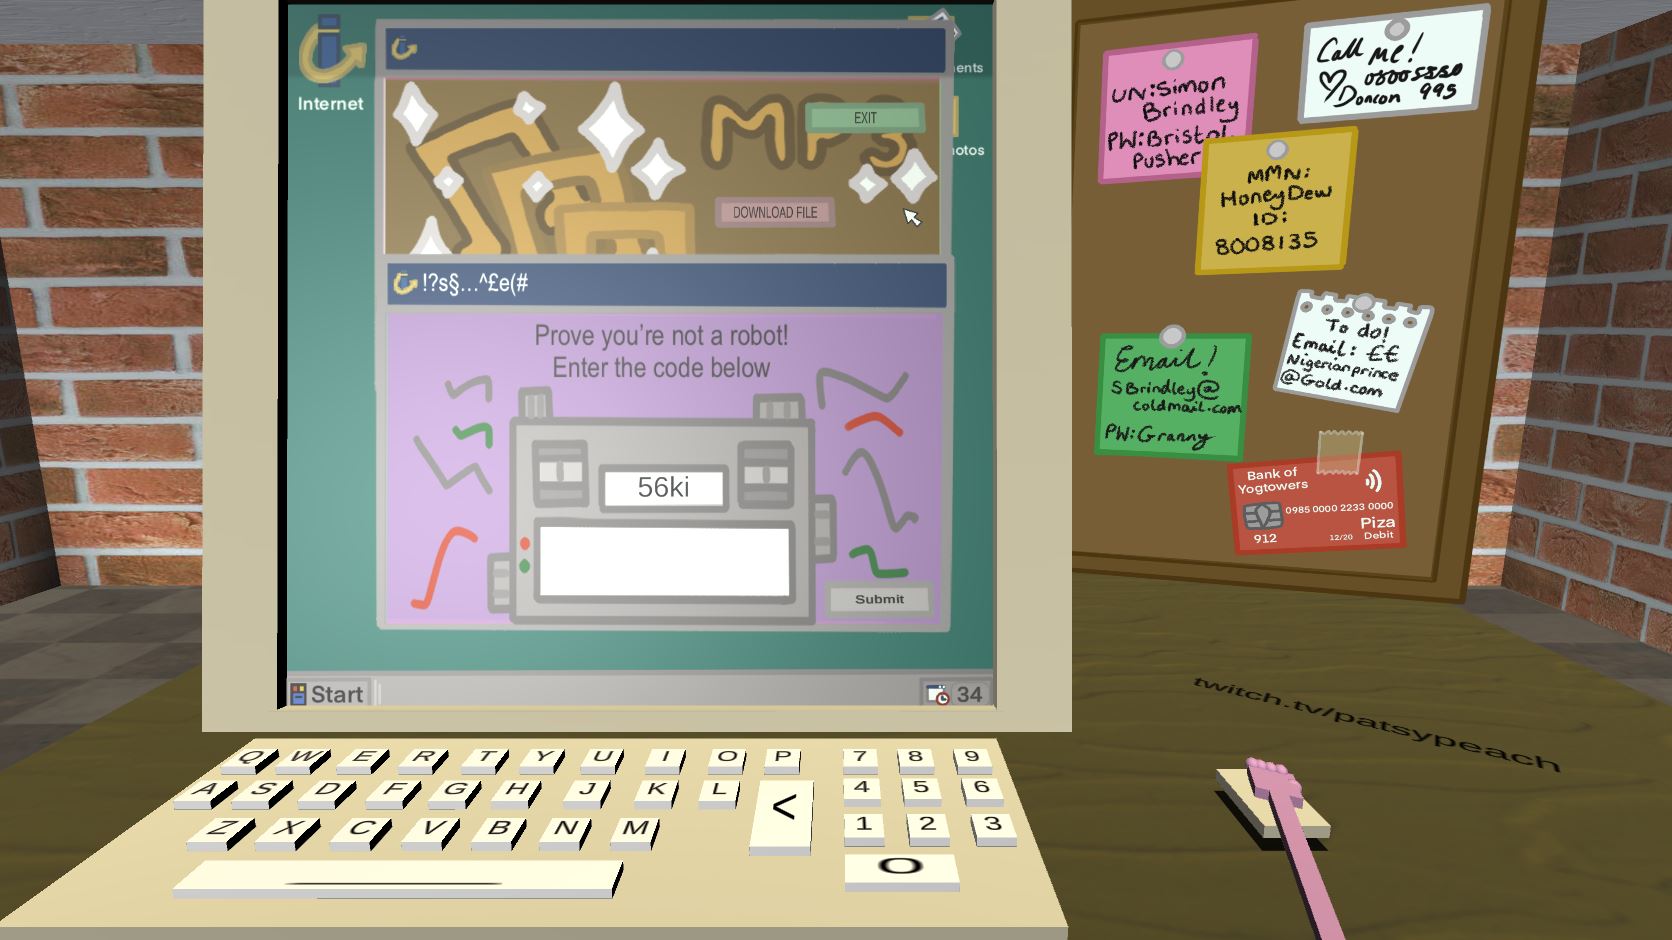 Internet
ents
otos
MP3
EXIT
DOWNLOAD FILE
!?s§...^£e(#
Prove you're not a robot!
Enter the code below
56ki
Submit
Start
34
Q W E R T Y U I O P 7 8 9
A S D F G H J K L < 4 5 6
Z X C V B N M 1 2 3
0
UN:Simon
Brindley
PW:Bristol
Pusher
Call me!
Doncon 995
MMN:
HoneyDew
ID:
8008135
Email!
SBrindley@
coldmail.com
PW:Granny
To do!
Email: ££
Nigerianprince
@Gold.com
Bank of
Yogtowers
0985 0000 2233 0000
Piza
912 12/20 Debit
twitch.tv/patsypeach